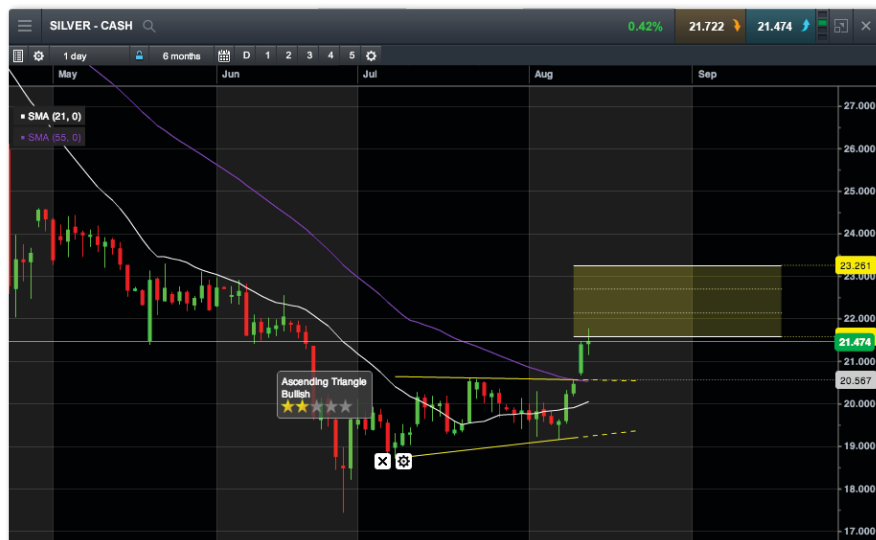 SILVER - CASH
0.42%
21.722
21.474
1 day
6 months
D
1
2
3
4
5
May
Jun
Jul
Aug
Sep
SMA (21, 0)
SMA (55, 0)
27.000
26.000
25.000
24.000
23.261
23.000
22.000
21.474
21.000
20.567
20.000
19.000
18.000
17.000
Ascending Triangle
Bullish